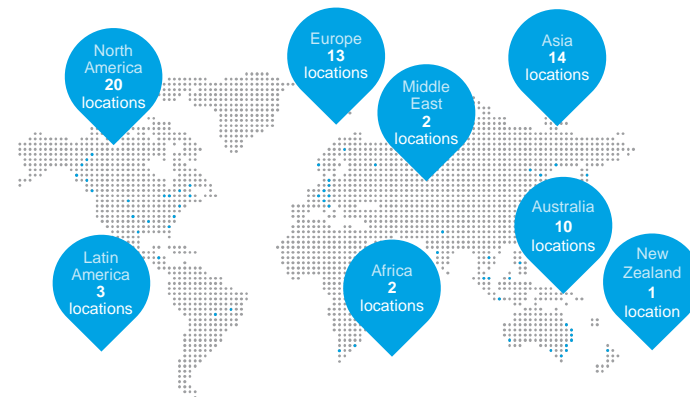 North
America
20
locations
Europe
13
locations
Asia
14
locations
Middle
East
2
locations
Australia
10
locations
Latin
America
3
locations
Africa
2
locations
New
Zealand
1
location